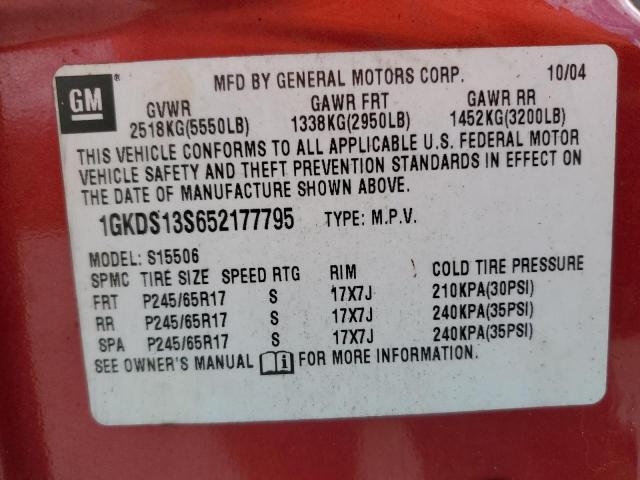 MFD BY GENERAL MOTORS CORP. 10/04
GM®
GVWR GAWR FRT GAWR RR
2518KG(5550LB) 1338KG(2950LB) 1452KG(3200LB)
THIS VEHICLE CONFORMS TO ALL APPLICABLE U.S. FEDERAL MOTOR
VEHICLE SAFETY AND THEFT PREVENTION STANDARDS IN EFFECT ON
THE DATE OF MANUFACTURE SHOWN ABOVE.
1GKDS13S652177795 TYPE: M.P.V.
MODEL: S15506
SPMC TIRE SIZE SPEED RTG RIM COLD TIRE PRESSURE
FRT P245/65R17 S 17X7J 210KPA(30PSI)
RR P245/65R17 S 17X7J 240KPA(35PSI)
SPA P245/65R17 S 17X7J 240KPA(35PSI)
SEE OWNER'S MANUAL FOR MORE INFORMATION.